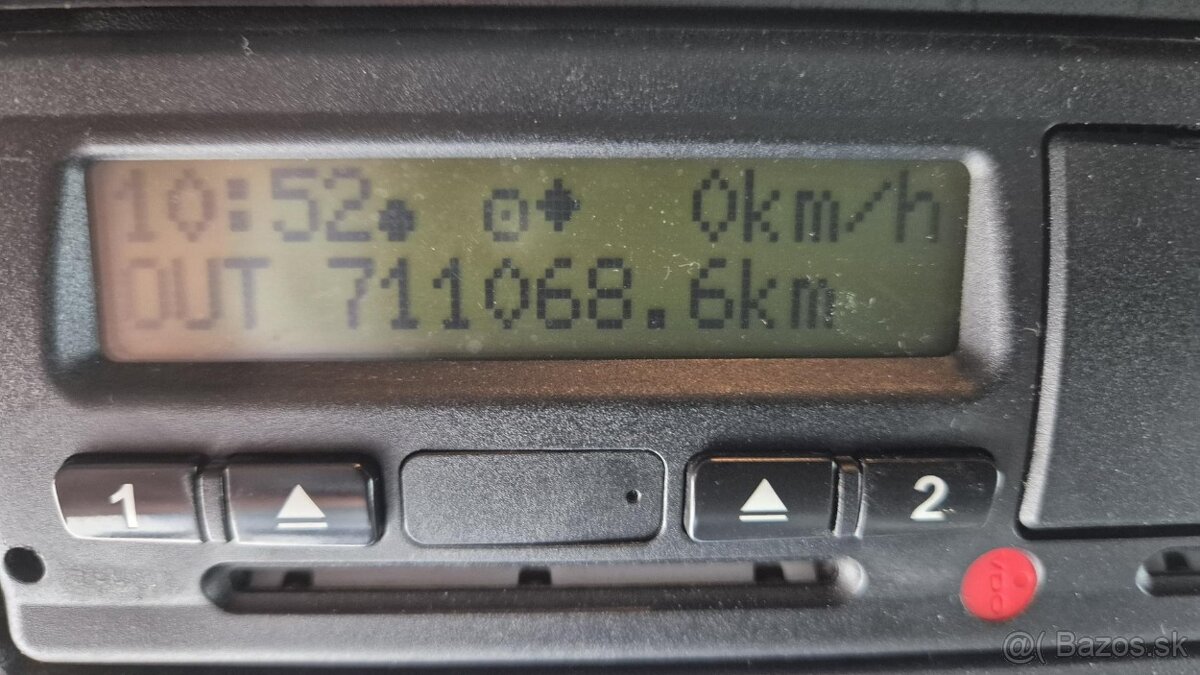 10:52 0km/h
OUT 711068.6km
1 2
VDO
@( Bazos.sk